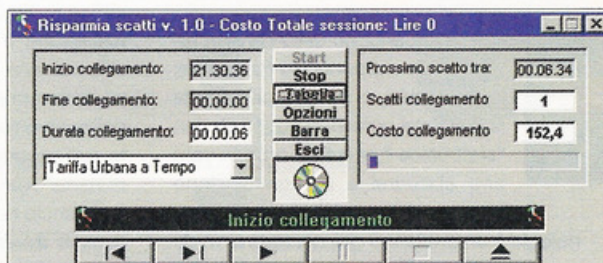 Risparmia scatti v. 1.0 - Costo Totale sessione: Lire 0
Inizio collegamento: 21.30.36
Fine collegamento: 00.00.00
Durata collegamento: 00.00.06
Tariffa Urbana a Tempo
Start
Stop
Tabella
Opzioni
Barra
Esci
Prossimo scatto tra: 00.06.34
Scatti collegamento 1
Costo collegamento 152,4
Inizio collegamento